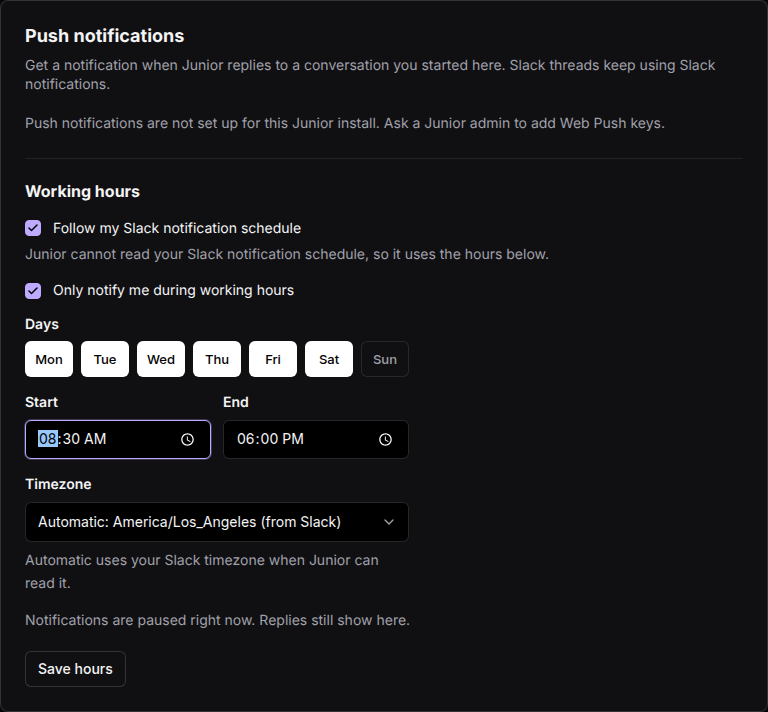 Push notifications
Get a notification when Junior replies to a conversation you started here. Slack threads keep using Slack
notifications.
Push notifications are not set up for this Junior install. Ask a Junior admin to add Web Push keys.
Working hours
Follow my Slack notification schedule
Junior cannot read your Slack notification schedule, so it uses the hours below.
Only notify me during working hours
Days
Mon Tue Wed Thu Fri Sat Sun
Start End
08:30 AM 06:00 PM
Timezone
Automatic: America/Los_Angeles (from Slack)
Automatic uses your Slack timezone when Junior can
read it.
Notifications are paused right now. Replies still show here.
Save hours